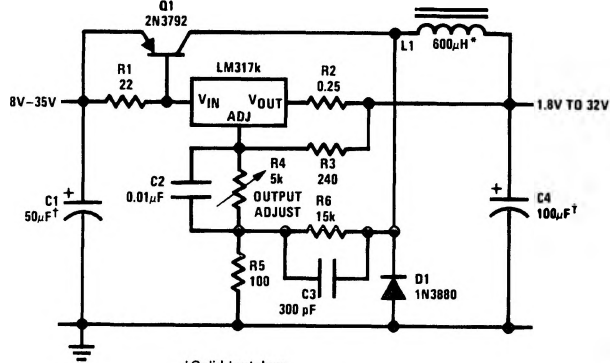 Q1
2N3792
L1
600μH*
R1
22
LM317k
VIN
VOUT
ADJ
R2
0.25
8V–35V
1.8V TO 32V
R3
240
R4
5k
OUTPUT
ADJUST
C2
0.01μF
R6
15k
C1
50μF†
+
C4
100μF†
+
R5
100
C3
300 pF
D1
1N3880